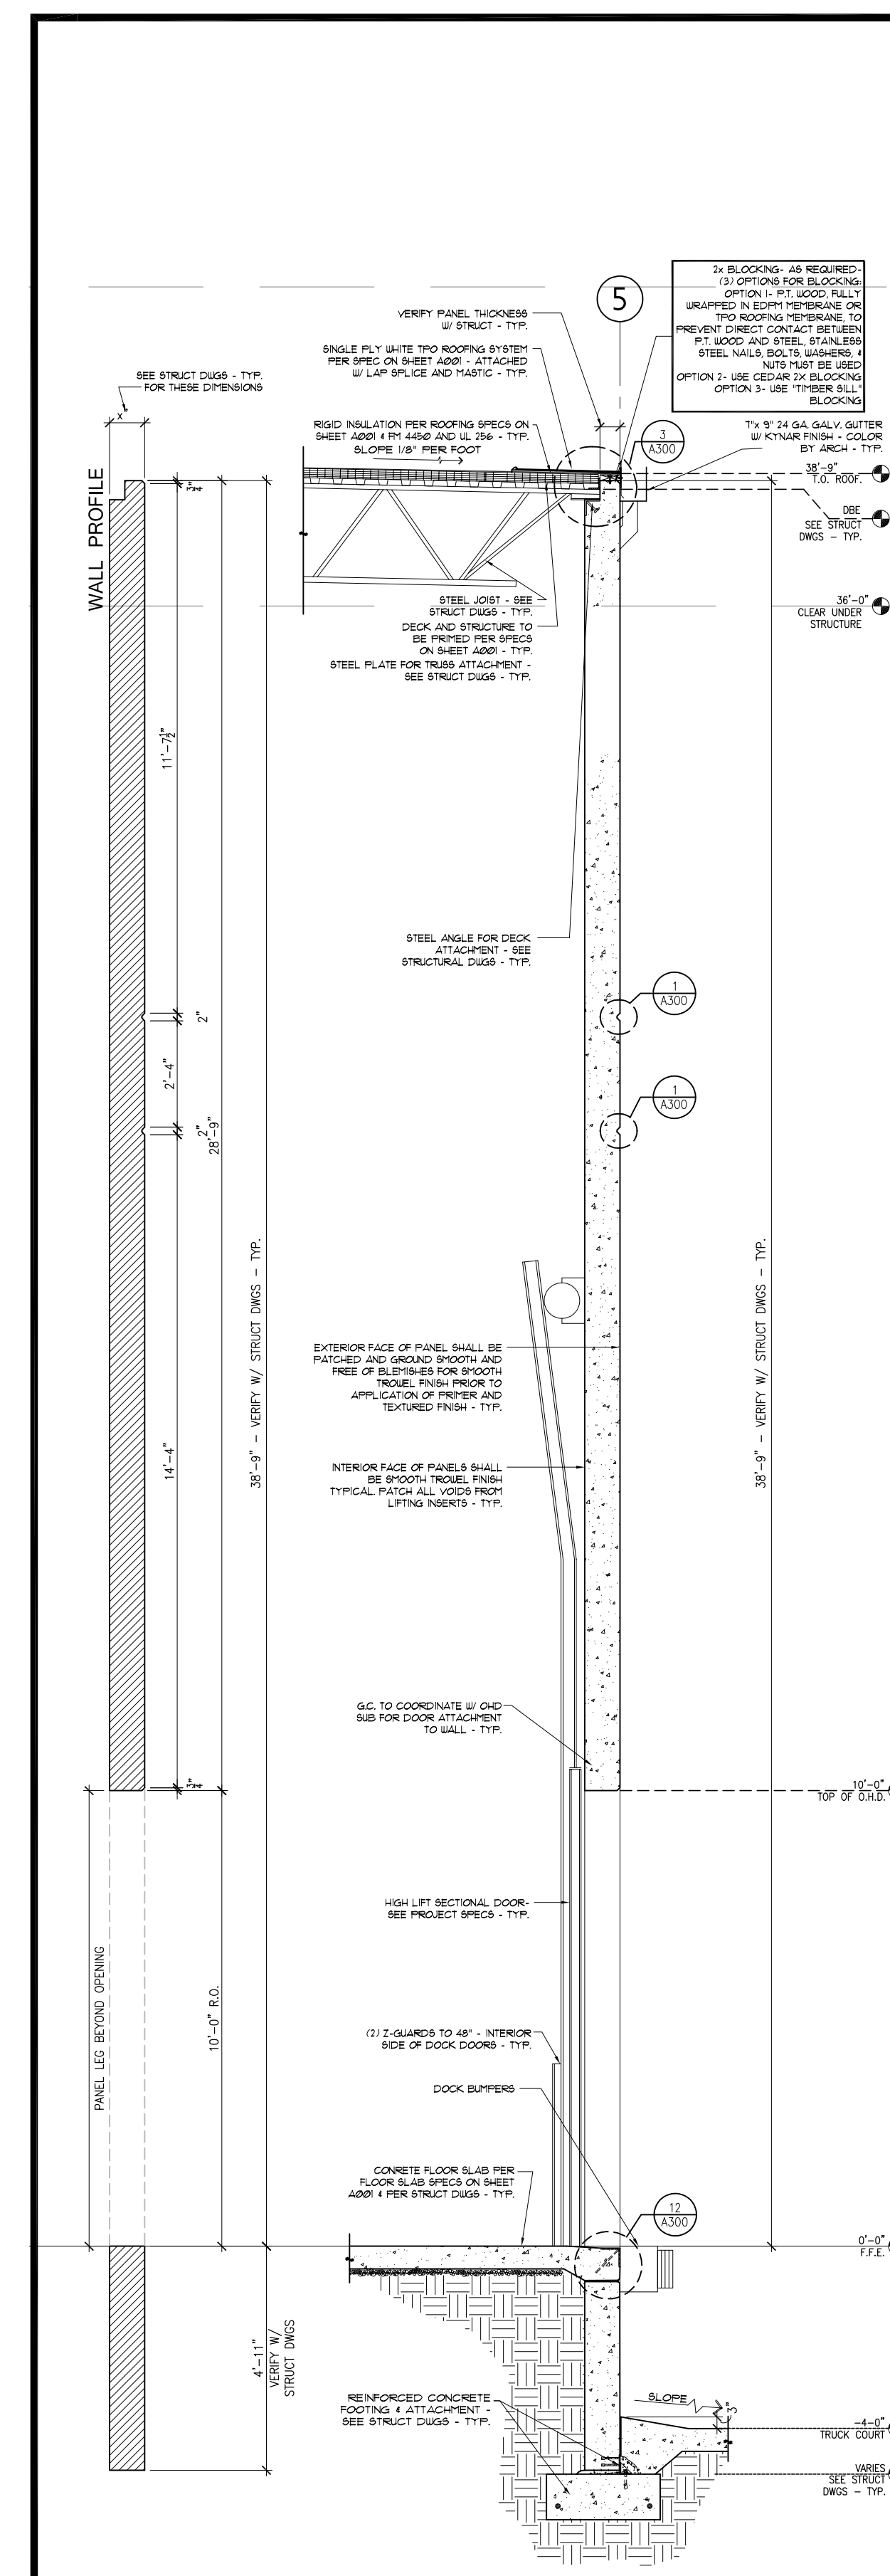 2x BLOCKING- AS REQUIRED-
(3) OPTIONS FOR BLOCKING:
OPTION 1- P.T. WOOD, FULLY
WRAPPED IN EDPM MEMBRANE OR
TPO ROOFING MEMBRANE, TO
PREVENT DIRECT CONTACT BETWEEN
P.T. WOOD AND STEEL, STAINLESS
STEEL NAILS, BOLTS, WASHERS, &
NUTS MUST BE USED
OPTION 2- USE CEDAR 2X BLOCKING
OPTION 3- USE "TIMBER SILL"
BLOCKING
5
VERIFY PANEL THICKNESS
W/ STRUCT - TYP.
SINGLE PLY WHITE TPO ROOFING SYSTEM
PER SPEC ON SHEET A001 - ATTACHED
W/ LAP SPLICE AND MASTIC - TYP.
SEE STRUCT DWGS - TYP.
FOR THESE DIMENSIONS
X"
RIGID INSULATION PER ROOFING SPECS ON
SHEET A001 & FM 4450 AND UL 256 - TYP.
SLOPE 1/8" PER FOOT
3
A300
7"x 9" 24 GA. GALV. GUTTER
W/ KYNAR FINISH - COLOR
BY ARCH - TYP.
38'-9"
T.O. ROOF.
DBE
SEE STRUCT
DWGS - TYP.
36'-0"
CLEAR UNDER
STRUCTURE
WALL PROFILE
3/4"
STEEL JOIST - SEE
STRUCT DWGS - TYP.
DECK AND STRUCTURE TO
BE PRIMED PER SPECS
ON SHEET A001 - TYP.
STEEL PLATE FOR TRUSS ATTACHMENT -
SEE STRUCT DWGS - TYP.
11'-7 1/2"
STEEL ANGLE FOR DECK
ATTACHMENT - SEE
STRUCTURAL DWGS - TYP.
1
A300
2"
2'-4"
1
A300
2"
28'-9"
38'-9" - VERIFY W/ STRUCT DWGS - TYP.
38'-9" - VERIFY W/ STRUCT DWGS - TYP.
EXTERIOR FACE OF PANEL SHALL BE
PATCHED AND GROUND SMOOTH AND
FREE OF BLEMISHES FOR SMOOTH
TROWEL FINISH PRIOR TO
APPLICATION OF PRIMER AND
TEXTURED FINISH - TYP.
14'-4"
INTERIOR FACE OF PANELS SHALL
BE SMOOTH TROWEL FINISH
TYPICAL. PATCH ALL VOIDS FROM
LIFTING INSERTS - TYP.
G.C. TO COORDINATE W/ OHD
SUB FOR DOOR ATTACHMENT
TO WALL - TYP.
3/4"
10'-0"
TOP OF O.H.D.
HIGH LIFT SECTIONAL DOOR-
SEE PROJECT SPECS - TYP.
PANEL LEG BEYOND OPENING
10'-0" R.O.
(2) Z-GUARDS TO 48" - INTERIOR
SIDE OF DOCK DOORS - TYP.
DOCK BUMPERS
CONRETE FLOOR SLAB PER
FLOOR SLAB SPECS ON SHEET
A001 & PER STRUCT DWGS - TYP.
12
A300
0'-0"
F.F.E.
4'-11"
VERIFY W/
STRUCT DWGS
REINFORCED CONCRETE
FOOTING & ATTACHMENT -
SEE STRUCT DWGS - TYP.
SLOPE
3"
-4-0"
TRUCK COURT
VARIES
SEE STRUCT
DWGS - TYP.